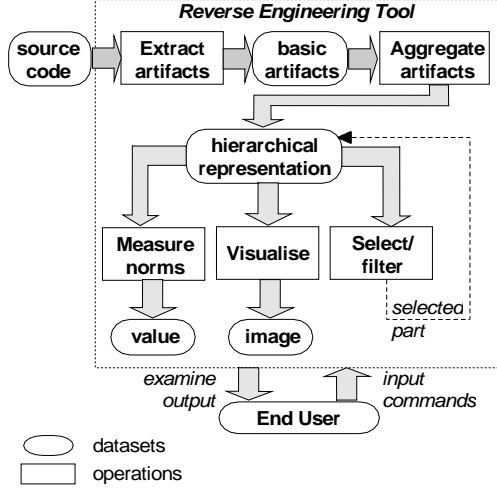 Reverse Engineering Tool
source
code
Extract
artifacts
basic
artifacts
Aggregate
artifacts
hierarchical
representation
Measure
norms
Visualise
Select/
filter
selected
part
value
image
examine
output
input
commands
End User
datasets
operations